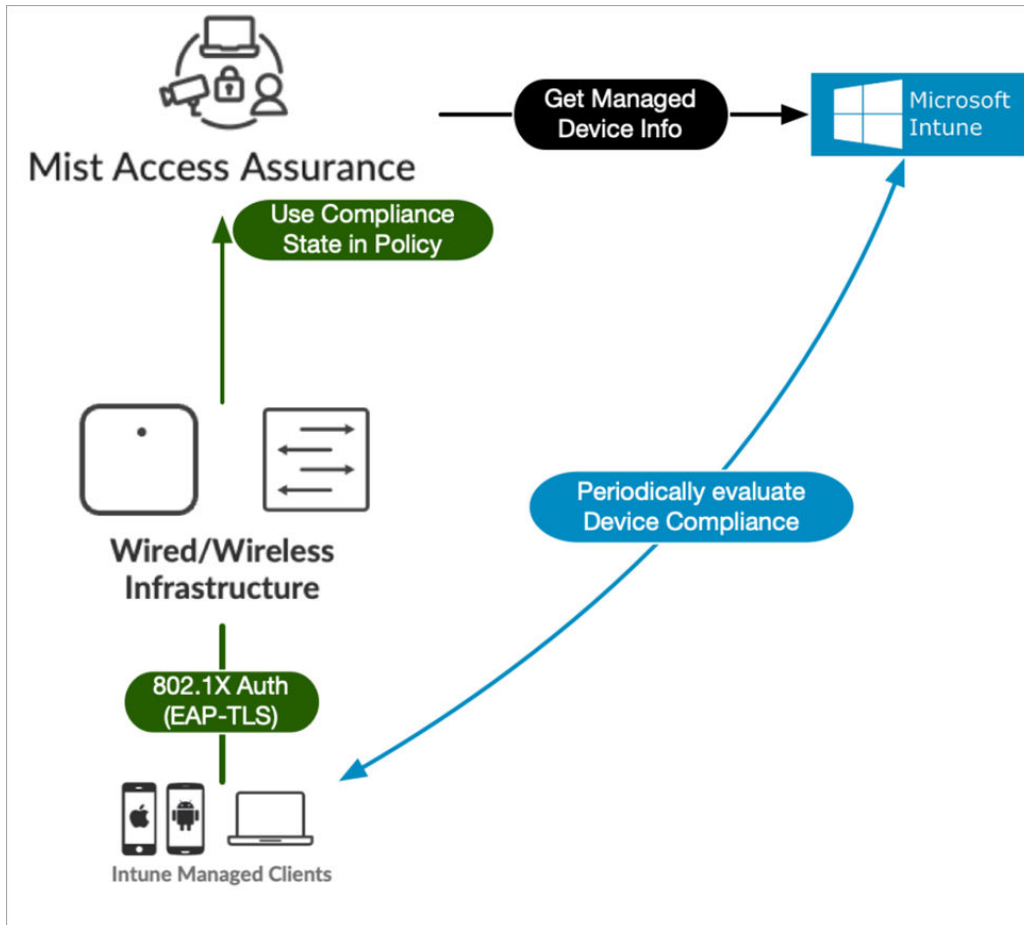 Get Managed
Device Info
Microsoft
Intune
Mist Access Assurance
Use Compliance
State in Policy
Periodically evaluate
Device Compliance
Wired/Wireless
Infrastructure
802.1X Auth
(EAP-TLS)
Intune Managed Clients